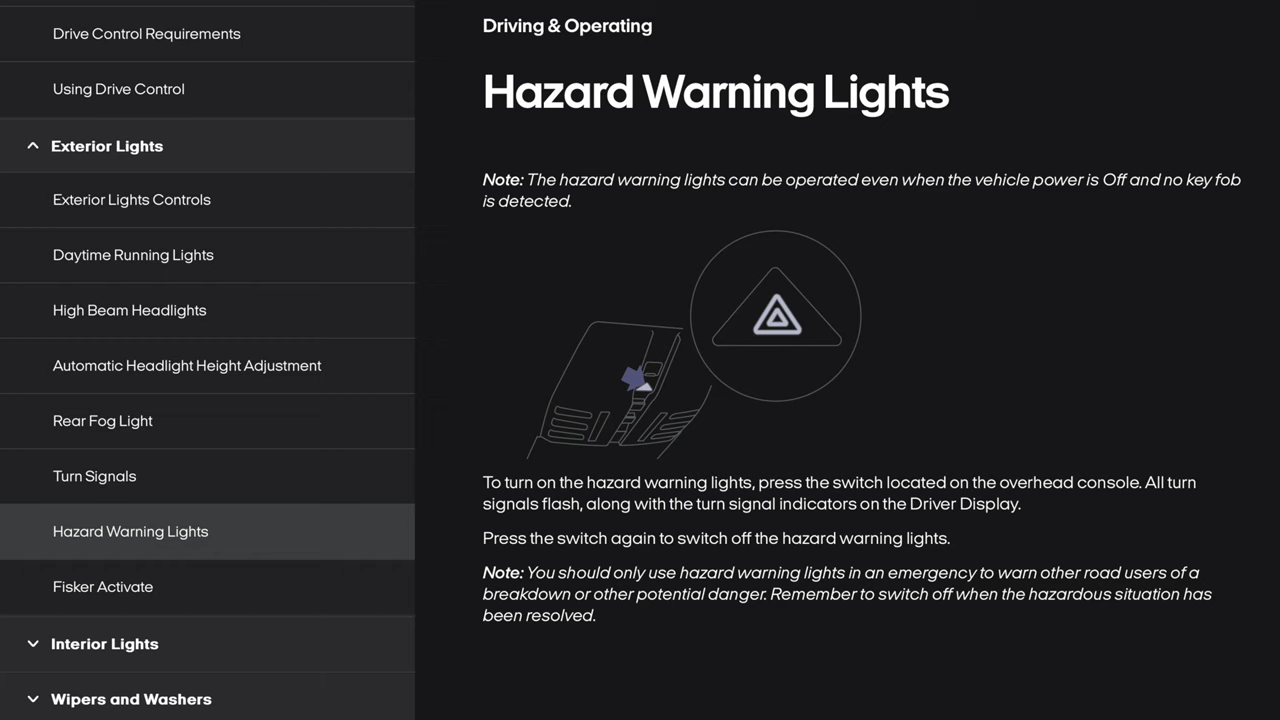 Drive Control Requirements
Using Drive Control
Exterior Lights
Exterior Lights Controls
Daytime Running Lights
High Beam Headlights
Automatic Headlight Height Adjustment
Rear Fog Light
Turn Signals
Hazard Warning Lights
Fisker Activate
Interior Lights
Wipers and Washers
Driving & Operating
Hazard Warning Lights
Note: The hazard warning lights can be operated even when the vehicle power is Off and no key fob
is detected.
To turn on the hazard warning lights, press the switch located on the overhead console. All turn
signals flash, along with the turn signal indicators on the Driver Display.
Press the switch again to switch off the hazard warning lights.
Note: You should only use hazard warning lights in an emergency to warn other road users of a
breakdown or other potential danger. Remember to switch off when the hazardous situation has
been resolved.